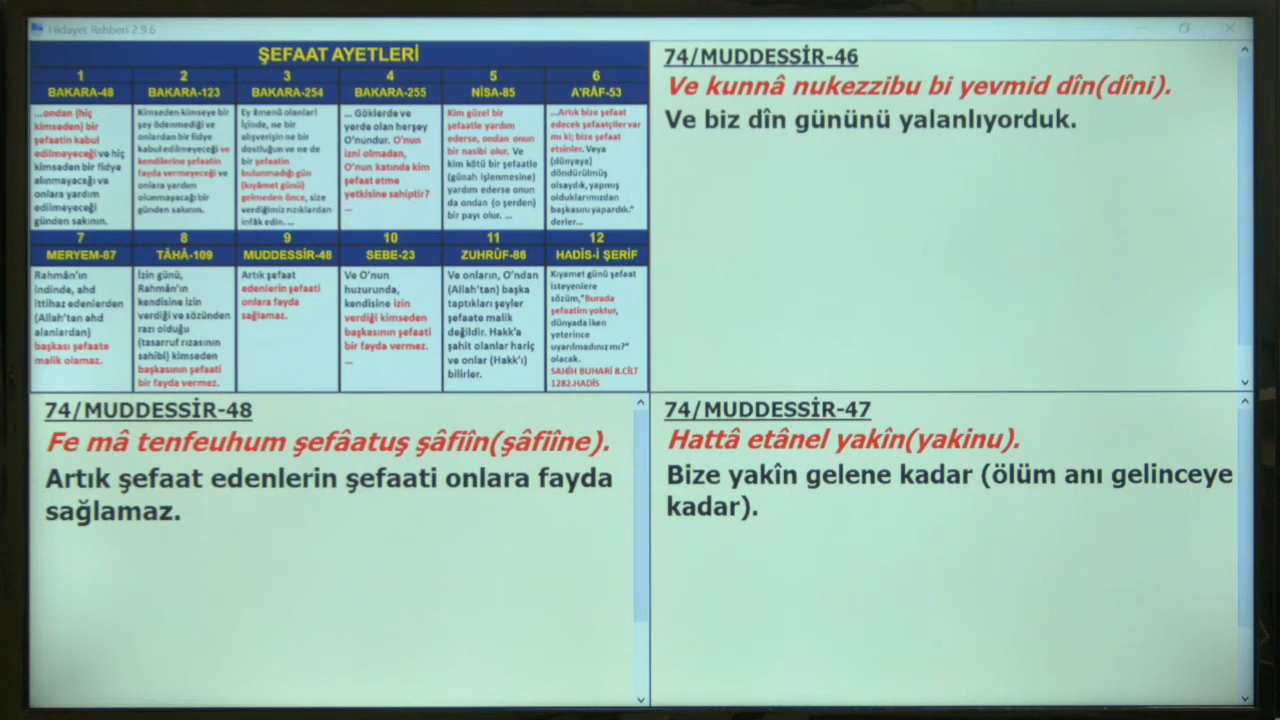 Hidayet Rehberi 2.9.6
ŞEFAAT AYETLERİ
1
BAKARA-48
...ondan (hiç
kimseden) bir
şefaatin kabul
edilmeyeceği ve hiç
kimseden bir fidye
alınmayacağı ve
onlara yardım
edilmeyeceği
günden sakının.
2
BAKARA-123
Kimseden kimseye bir
şey ödenmediği ve
onlardan bir fidye
kabul edilmeyeceği ve
kendilerine şefaatin
fayda vermeyeceği ve
onlara yardım
olunmayacağı bir
günden sakının.
3
BAKARA-254
Ey âmenû olanlar!
İçinde, ne bir
alışverişin ne bir
dostluğun ve ne de
bir şefaatin
bulunmadığı gün
(kıyâmet günü)
gelmeden önce, size
verdiğimiz rızıklardan
infâk edin. ...
4
BAKARA-255
... Göklerde ve
yerde olan herşey
O'nundur. O'nun
izni olmadan,
O'nun katında kim
şefaat etme
yetkisine sahiptir?
...
5
NİSA-85
Kim güzel bir
şefaatle yardım
ederse, ondan onun
bir nasibi olur. Ve
kim kötü bir şefaatle
(günah işlenmesine)
yardım ederse onun
da ondan (o şerden)
bir payı olur. ...
6
A'RÂF-53
...Artık bize şefaat
edecek şefaatçiler var
mı ki; bize şefaat
etsinler. Veya
(dünyaya)
döndürülmüş
olsaydık, yapmış
olduklarımızdan
başkasını yapardık."
derler...
7
MERYEM-87
Rahmân'ın
indinde, ahd
ittihaz edenlerden
(Allah'tan ahd
alanlardan)
başkası şefaate
malik olamaz.
8
TÂHÂ-109
İzin günü,
Rahmân'ın
kendisine izin
verdiği ve sözünden
razı olduğu
(tasarruf rızasının
sahibi) kimseden
başkasının şefaati
bir fayda vermez.
9
MUDDESSİR-48
Artık şefaat
edenlerin şefaati
onlara fayda
sağlamaz.
10
SEBE-23
Ve O'nun
huzurunda,
kendisine izin
verdiği kimseden
başkasının şefaati
bir fayda vermez.
...
11
ZUHRÛF-86
Ve onların, O'ndan
(Allah'tan) başka
taptıkları şeyler
şefaate malik
değildir. Hakk'a
şahit olanlar hariç
ve onlar (Hakk'ı)
bilirler.
12
HADİS-İ ŞERİF
Kıyamet günü şefaat
isteyenlere
sözüm,"Burada
şefaatim yoktur,
dünyada iken
yeterince
uyarılmadınız mı?"
olacak.
SAHİH BUHARİ 8.CİLT
1282.HADİS
74/MUDDESSİR-46
Ve kunnâ nukezzibu bi yevmid dîn(dîni).
Ve biz dîn gününü yalanlıyorduk.
74/MUDDESSİR-48
Fe mâ tenfeuhum şefâatuş şâfiîn(şâfiîne).
Artık şefaat edenlerin şefaati onlara fayda
sağlamaz.
74/MUDDESSİR-47
Hattâ etânel yakîn(yakinu).
Bize yakîn gelene kadar (ölüm anı gelinceye
kadar).